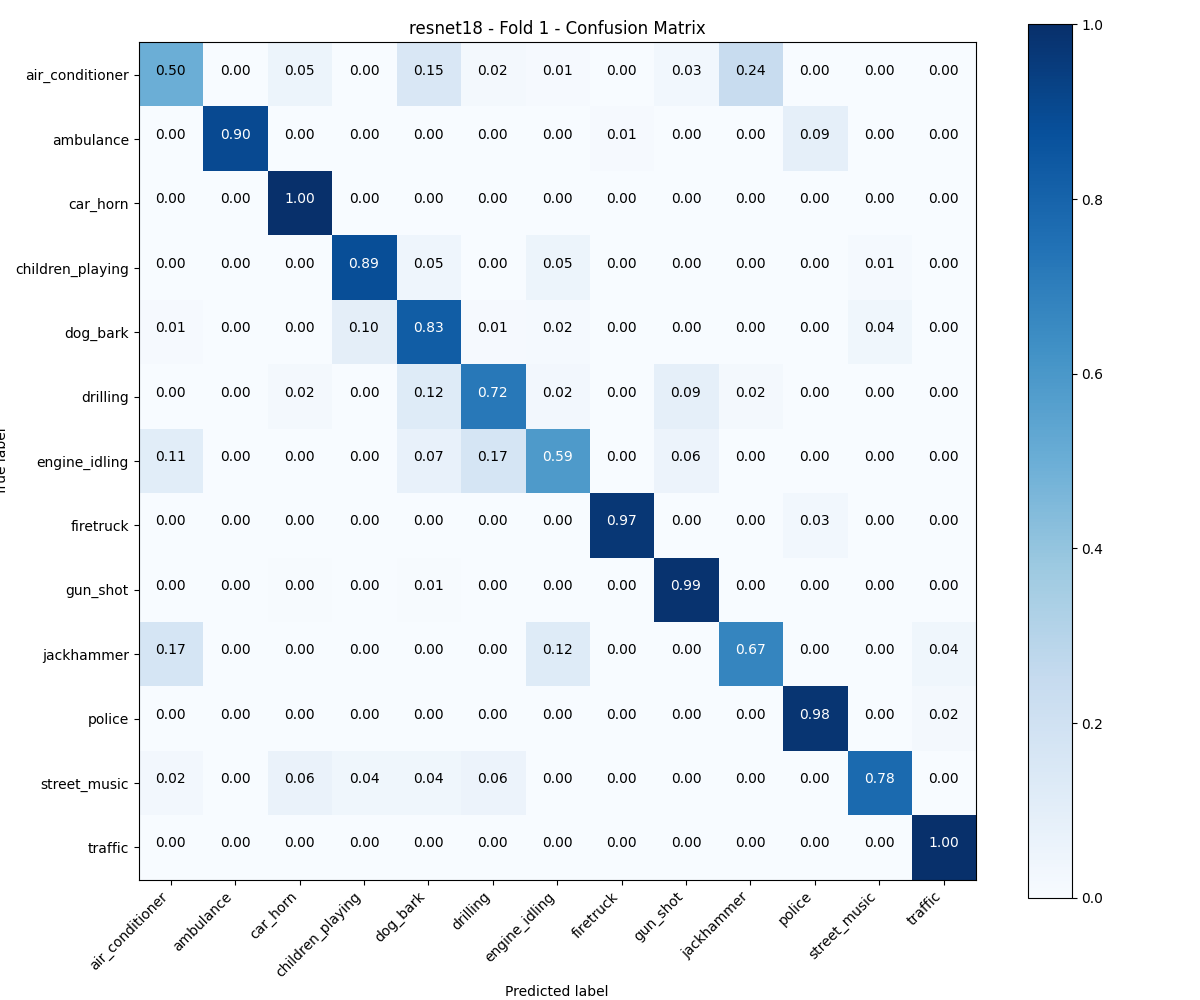 resnet18 - Fold 1 - Confusion Matrix
air_conditioner 0.50 0.00 0.05 0.00 0.15 0.02 0.01 0.00 0.03 0.24 0.00 0.00 0.00
ambulance 0.00 0.90 0.00 0.00 0.00 0.00 0.00 0.01 0.00 0.00 0.09 0.00 0.00
car_horn 0.00 0.00 1.00 0.00 0.00 0.00 0.00 0.00 0.00 0.00 0.00 0.00 0.00
children_playing 0.00 0.00 0.00 0.89 0.05 0.00 0.05 0.00 0.00 0.00 0.00 0.01 0.00
dog_bark 0.01 0.00 0.00 0.10 0.83 0.01 0.02 0.00 0.00 0.00 0.00 0.04 0.00
drilling 0.00 0.00 0.02 0.00 0.12 0.72 0.02 0.00 0.09 0.02 0.00 0.00 0.00
engine_idling 0.11 0.00 0.00 0.00 0.07 0.17 0.59 0.00 0.06 0.00 0.00 0.00 0.00
firetruck 0.00 0.00 0.00 0.00 0.00 0.00 0.00 0.97 0.00 0.00 0.03 0.00 0.00
gun_shot 0.00 0.00 0.00 0.00 0.01 0.00 0.00 0.00 0.99 0.00 0.00 0.00 0.00
jackhammer 0.17 0.00 0.00 0.00 0.00 0.00 0.12 0.00 0.00 0.67 0.00 0.00 0.04
police 0.00 0.00 0.00 0.00 0.00 0.00 0.00 0.00 0.00 0.00 0.98 0.00 0.02
street_music 0.02 0.00 0.06 0.04 0.04 0.06 0.00 0.00 0.00 0.00 0.00 0.78 0.00
traffic 0.00 0.00 0.00 0.00 0.00 0.00 0.00 0.00 0.00 0.00 0.00 0.00 1.00
air_conditioner
ambulance
car_horn
children_playing
dog_bark
drilling
engine_idling
firetruck
gun_shot
jackhammer
police
street_music
traffic
Predicted label
1.0
0.8
0.6
0.4
0.2
0.0